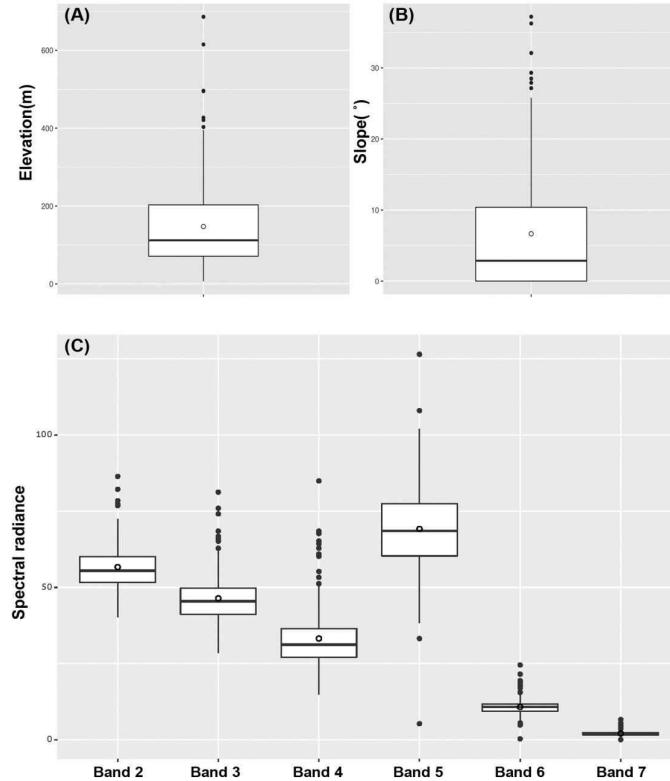 (A)
Elevation(m)
600
400
200
0
(B)
Slope( °)
30
20
10
0
(C)
Spectral radiance
100
50
0
Band 2 Band 3 Band 4 Band 5 Band 6 Band 7